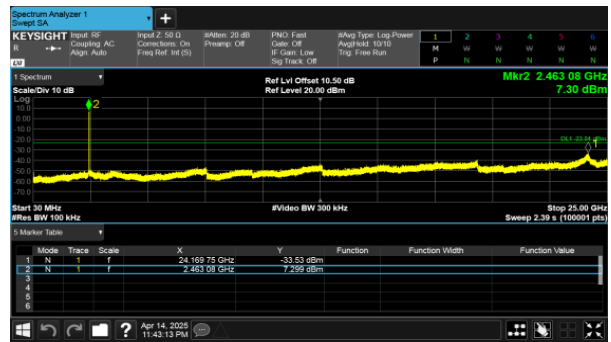 Spectrum Analyzer 1
Swept SA
KEYSIGHT Input: RF Input Z: 50 Ω #Atten: 20 dB PNO: Fast #Avg Type: Log-Power 1 2 3 4 5 6
R Coupling: AC Corrections: On Preamp: Off Gate: Off Avg|Hold: 10/10 M W W W W W
Align: Auto Freq Ref: Int (S) IF Gain: Low Trig: Free Run P N N N N N
LXI Sig Track: Off
1 Spectrum Ref Lvl Offset 10.50 dB Mkr2 2.463 08 GHz
Scale/Div 10 dB Ref Level 20.00 dBm 7.30 dBm
Log
10.0
0.00
-10.0
-20.0
-30.0
-40.0
-50.0
-60.0
-70.0
2
DL1 -23.04 dBm
1
Start 30 MHz #Video BW 300 kHz Stop 25.00 GHz
#Res BW 100 kHz Sweep 2.39 s (100001 pts)
5 Marker Table
Mode Trace Scale X Y Function Function Width Function Value
1 N 1 f 24.169 75 GHz -33.53 dBm
2 N 1 f 2.463 08 GHz 7.299 dBm
3
4
5
6
? Apr 14, 2025
11:43:13 PM